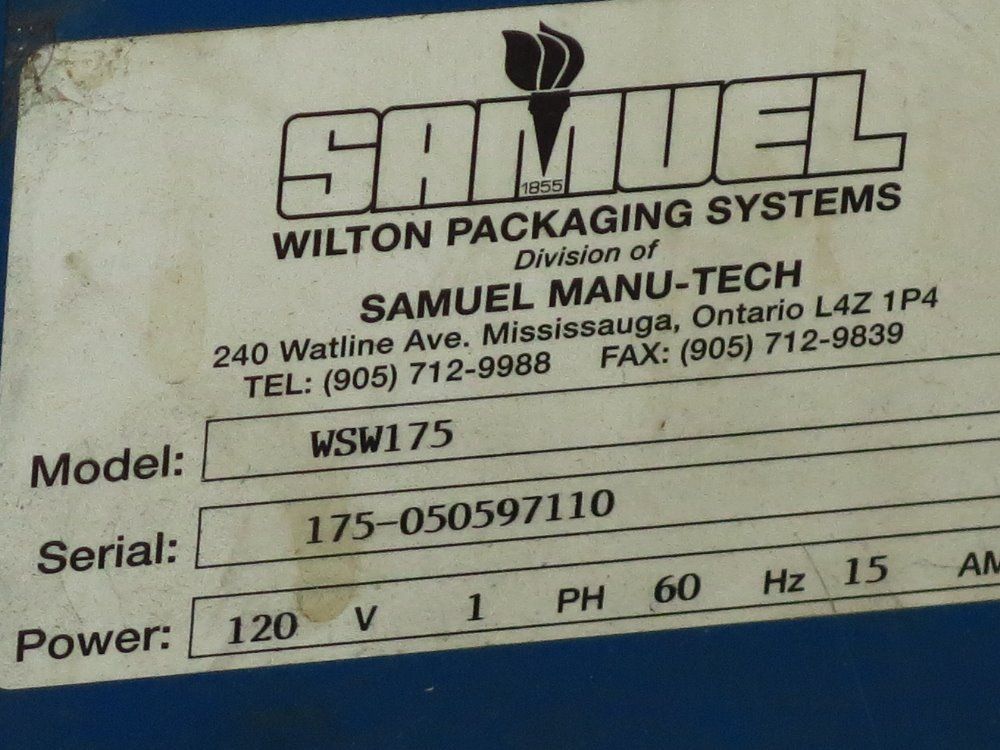 SAMUEL
1855
WILTON PACKAGING SYSTEMS
Division of
SAMUEL MANU-TECH
240 Watline Ave. Mississauga, Ontario L4Z 1P4
TEL: (905) 712-9988 FAX: (905) 712-9839
Model: WSW175
Serial: 175-050597110
Power: 120 V 1 PH 60 Hz 15 AM